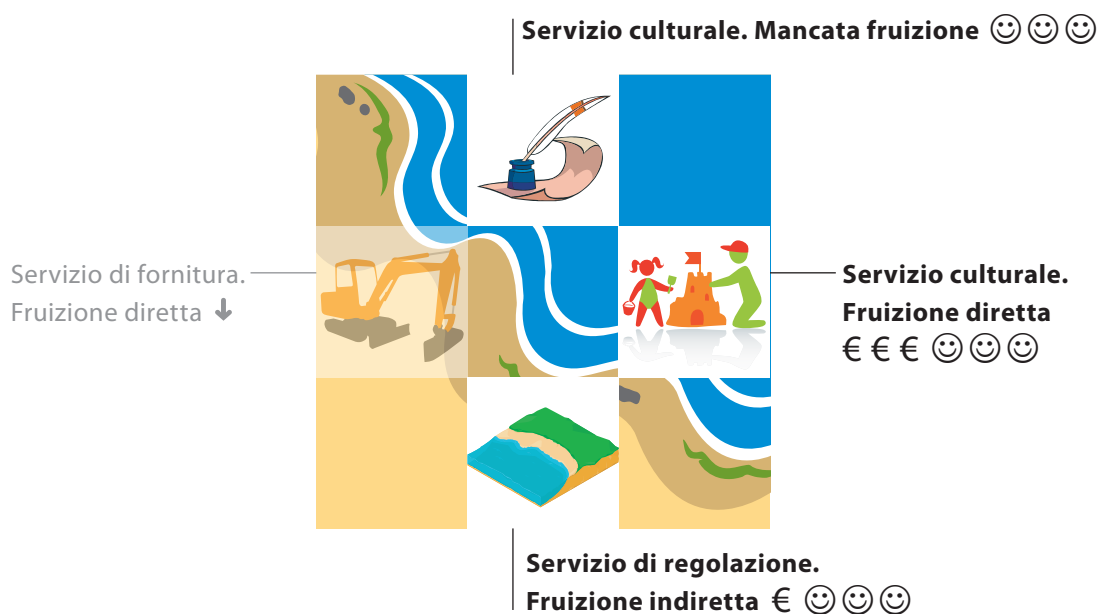 Servizio culturale. Mancata fruizione ☺☺☺
Servizio di fornitura.
Fruizione diretta ↓
Servizio culturale.
Fruizione diretta
€ € € ☺☺☺
Servizio di regolazione.
Fruizione indiretta € ☺☺☺